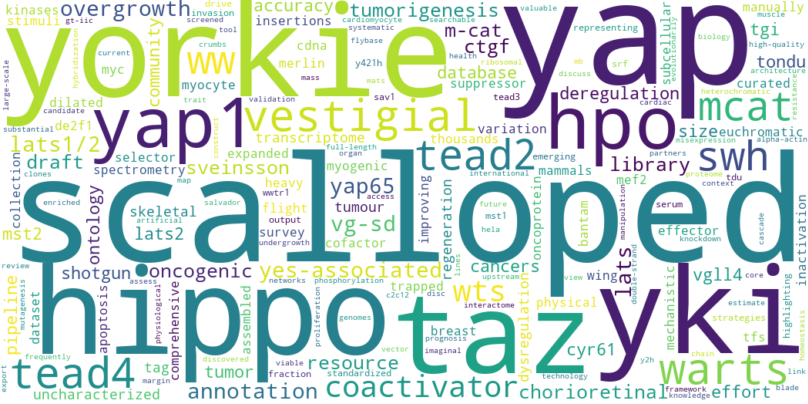 kinases overgrowth drive invasion accuracy tumorigenesis cardiomyocyte searchable
stimuli gt-iic crumbs screened insertions m-cat systematic flybase tgi manually
yorkie yap
large-scale hybridization community ww tool cdna current y421h ctgf health subcellular evolutionarily biology high-quality
myc merlin mass database representing tondu architecture
dilated myocyte mats ribosomal suppressor mb discuss srf curated
candidate trait sav1 tead3 deregulation cardiac resistance
yap1 vestigial hpo mcat
substantial de2f1 validation variation heterochromatic
lats1/2 construct transcriptome thousands size euchromatic
draft selector expanded full-length tead2 emerging partners misexpression alpha-actin
collection clones spectrometry sveinsson organ myogenic library swh
enriched map international mammals mef2 proteome tdu context
scalloped
ontology skeletal heavy wwtr1 access yap65 improving regeneration oncoprotein bantam serum manipulation cascade inactivation
salvador artificial flight output tumour future mst1 effector knockdown
mst2 lats2 survey undergrowth vg-sd hela cofactor cancers wing lats double-strand
review shotgun oncogenic yes-associated trapped lines upstream view vgll4 core highlighting
hippo taz yki
pipeline mutagenesis dataset assess apoptosis physiological comprehensive assembled networks phosphorylation c2c12 disc wts interactome physical mechanistic estimate
proliferation genomes breast dysregulation cyr61 tfs strategies homeostasis
frequently tag discovered vector prognosis y2h chain link
tead4 tumor viable resource imaginal warts
export margin fraction standardized technology framework blade
uncharacterized annotation coactivator chorioretinal knowledge effort
valuable muscle